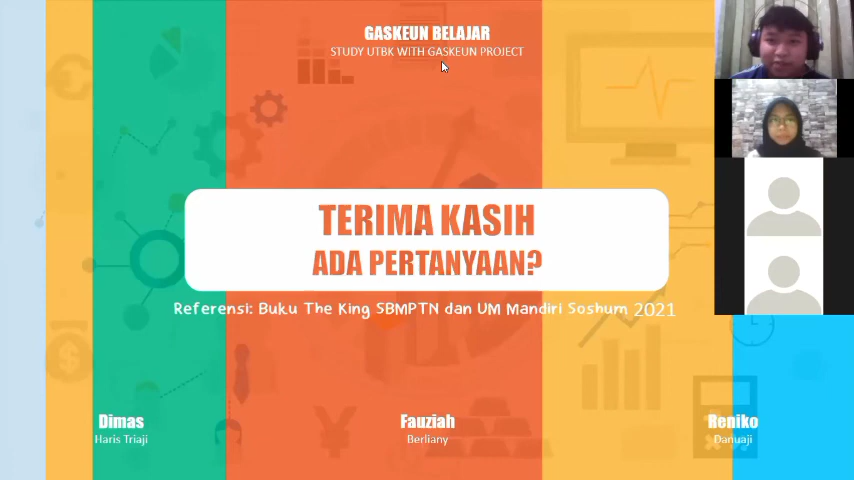 GASKEUN BELAJAR
STUDY UTBK WITH GASKEUN PROJECT
TERIMA KASIH
ADA PERTANYAAN?
Referensi: Buku The King SBMPTN dan UM Mandiri Soshum 2021
Dimas
Haris Triaji
Fauziah
Berliany
Reniko
Danuaji